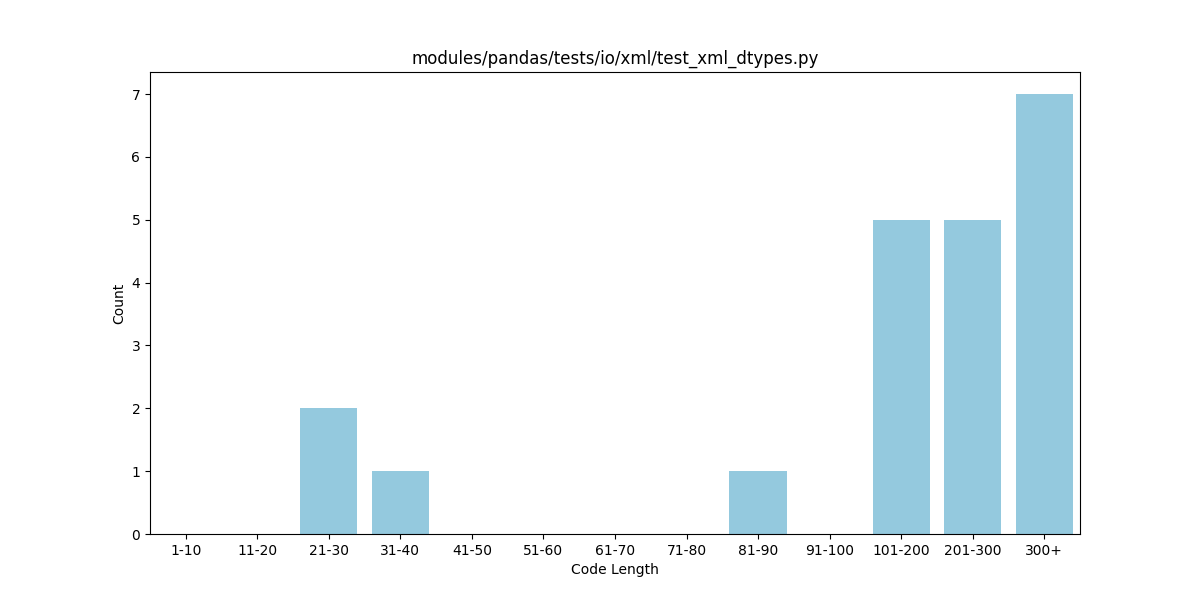 modules/pandas/tests/io/xml/test_xml_dtypes.py
Count
7
6
5
4
3
2
1
0
1-10 11-20 21-30 31-40 41-50 51-60 61-70 71-80 81-90 91-100 101-200 201-300 300+
Code Length